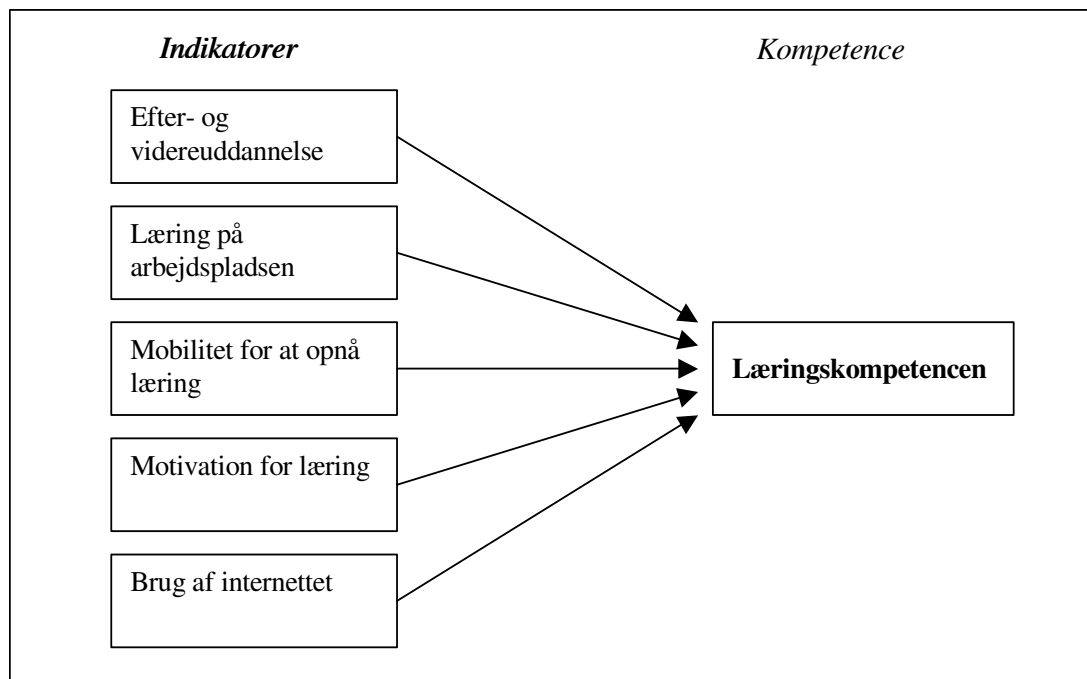 Indikatorer
Kompetence
Efter- og
videreuddannelse
Læring på
arbejdspladsen
Mobilitet for at opnå
læring
Motivation for læring
Brug af internettet
Læringskompetencen